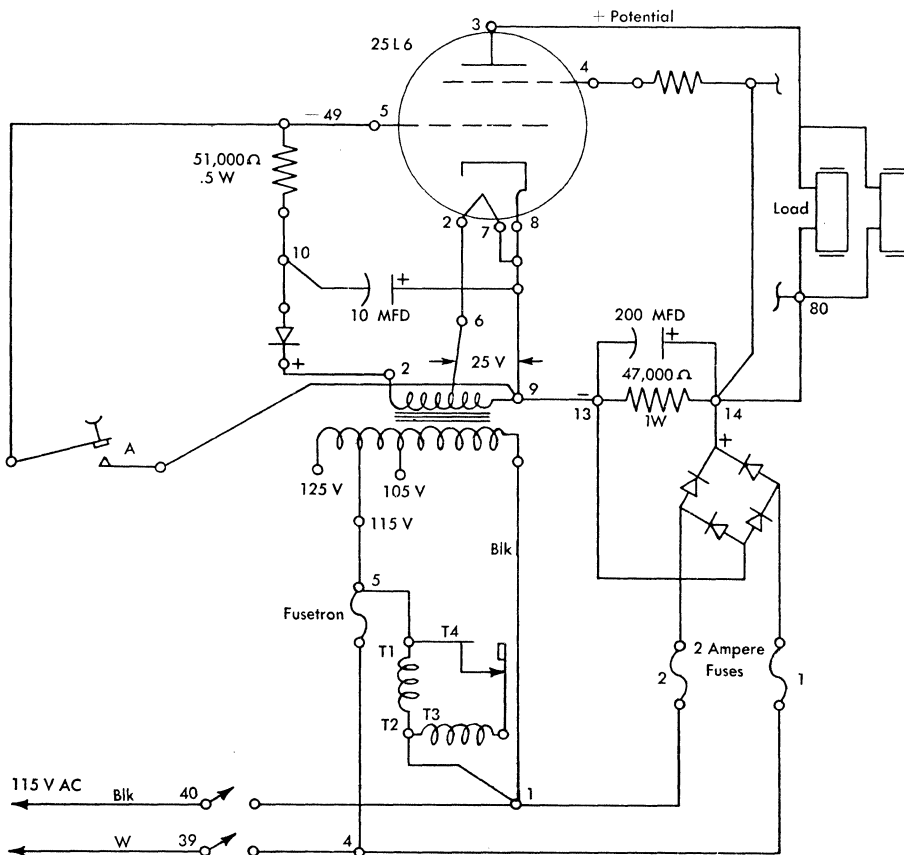 3
+ Potential
25L6
4
−49
5
51,000Ω
.5 W
Load
2
7
8
10
+
10 MFD
6
80
200 MFD
+
+
2
25 V
9
47,000Ω
−
13
1W
14
+
A
125 V
105 V
115 V
Blk
5
Fusetron
T4
T1
2 Ampere
Fuses
2
1
T2
T3
115 V AC
Blk
40
1
W
39
4